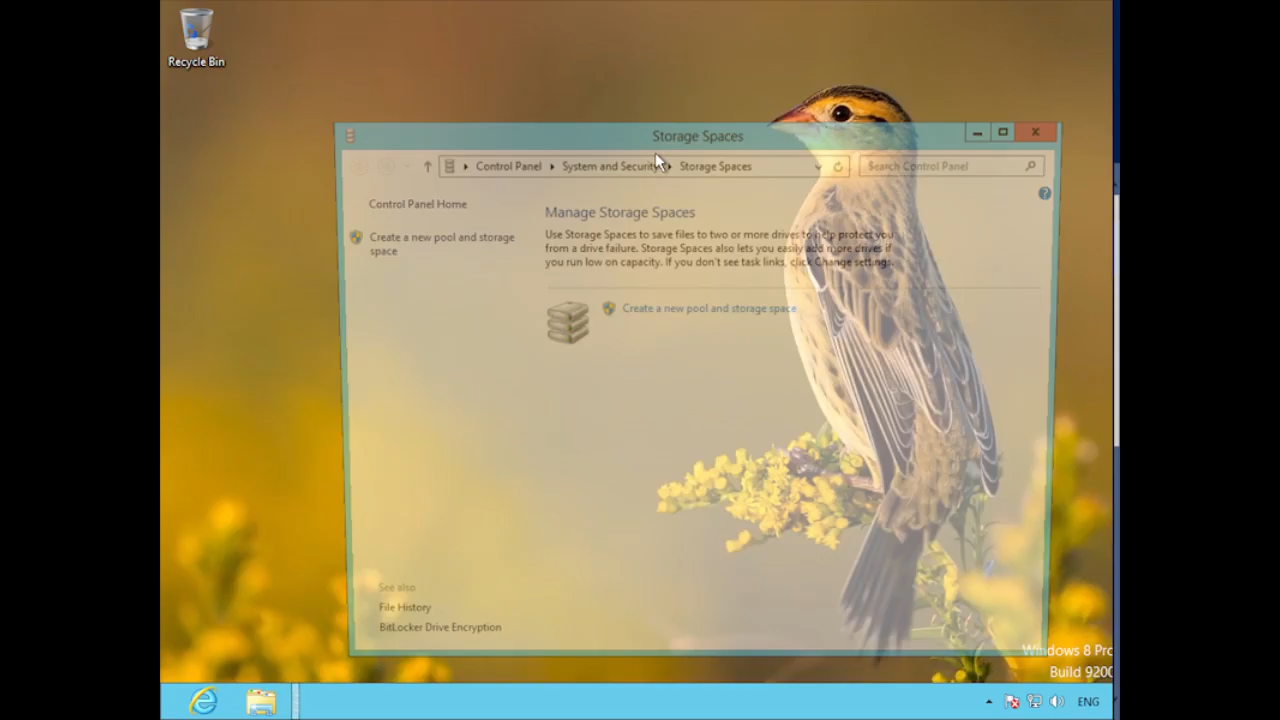 Recycle Bin
Storage Spaces
Control Panel
System and Security
Storage Spaces
Search Control Panel
Control Panel Home
Create a new pool and storage
space
Manage Storage Spaces
Use Storage Spaces to save files to two or more drives to help protect you
from a drive failure. Storage Spaces also lets you easily add more drives if
you run low on capacity. If you don't see task links, click Change settings.
Create a new pool and storage space
See also
File History
BitLocker Drive Encryption
Windows 8 Pro
Build 9200
ENG